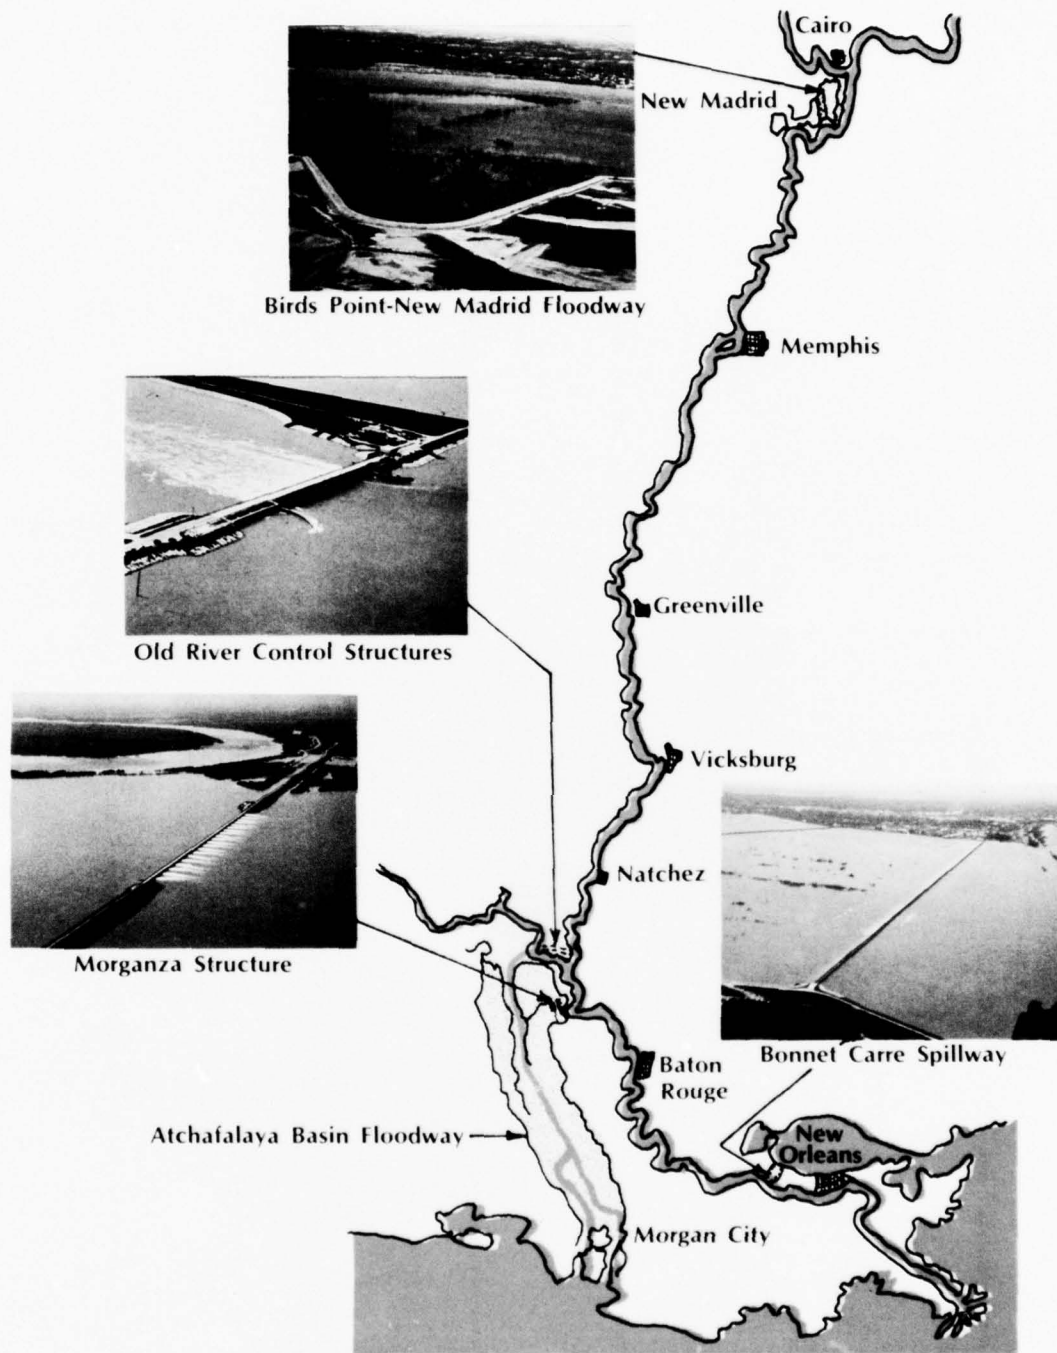 Cairo
New Madrid
Birds Point-New Madrid Floodway
Memphis
Old River Control Structures
Greenville
Vicksburg
Natchez
Morganza Structure
Bonnet Carre Spillway
Baton
Rouge
Atchafalaya Basin Floodway
New
Orleans
Morgan City